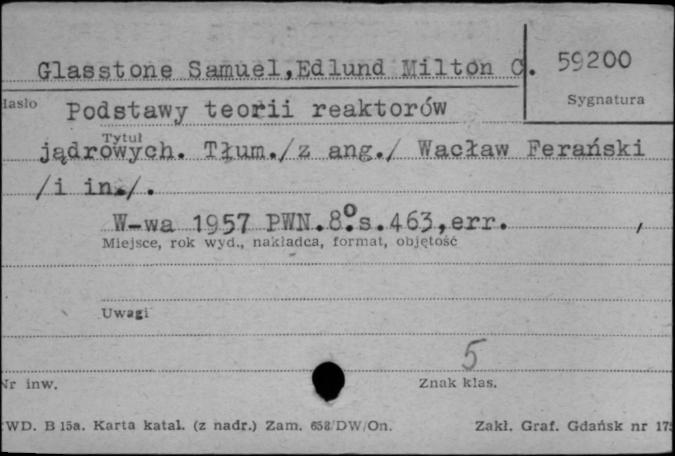 Glasstone Samuel,Edlund Milton C.
59200
Hasło
Sygnatura
Podstawy teorii reaktorów
Tytuł
jądrowych. Tłum./z ang./ Wacław Ferański
/i in./.
W-wa 1957 PWN.8°.s.463,err.
Miejsce, rok wyd., nakładca, format, objętość
Uwagi
5
Nr inw.
Znak klas.
WD. B 15a. Karta katal. (z nadr.) Zam. 658/DW/On.
Zakł. Graf. Gdańsk nr 175